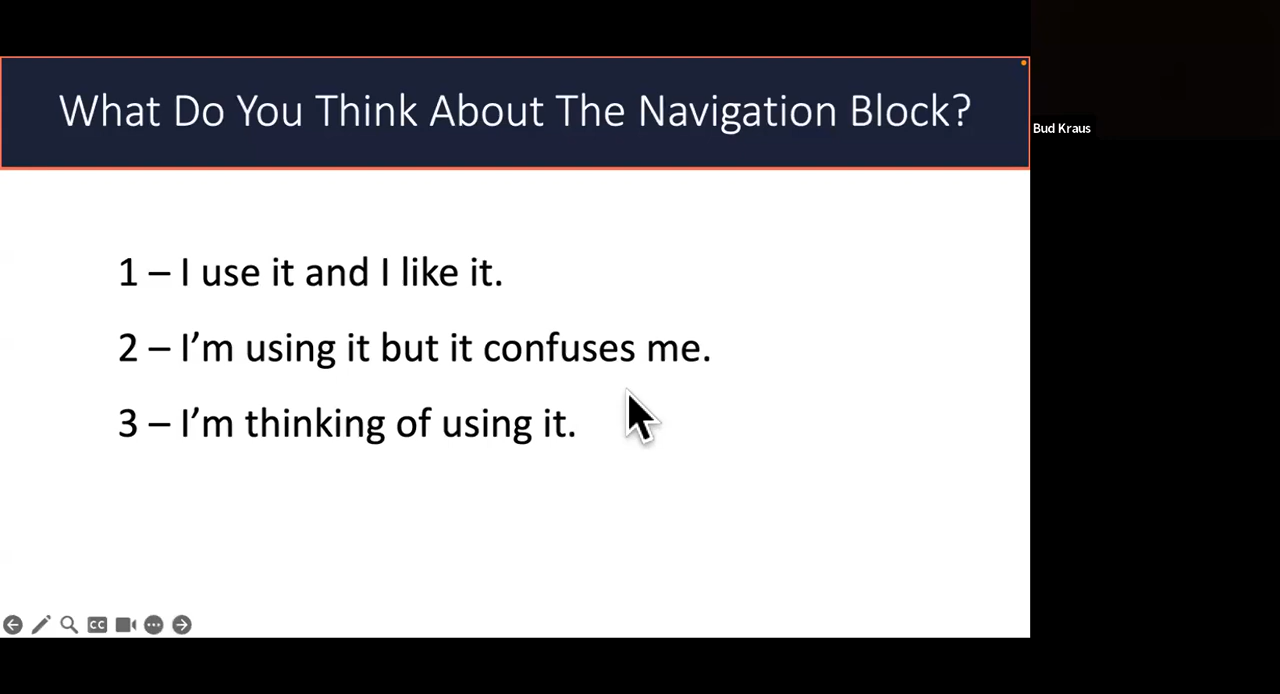 What Do You Think About The Navigation Block?
Bud Kraus
1 – I use it and I like it.
2 – I’m using it but it confuses me.
3 – I’m thinking of using it.
CC